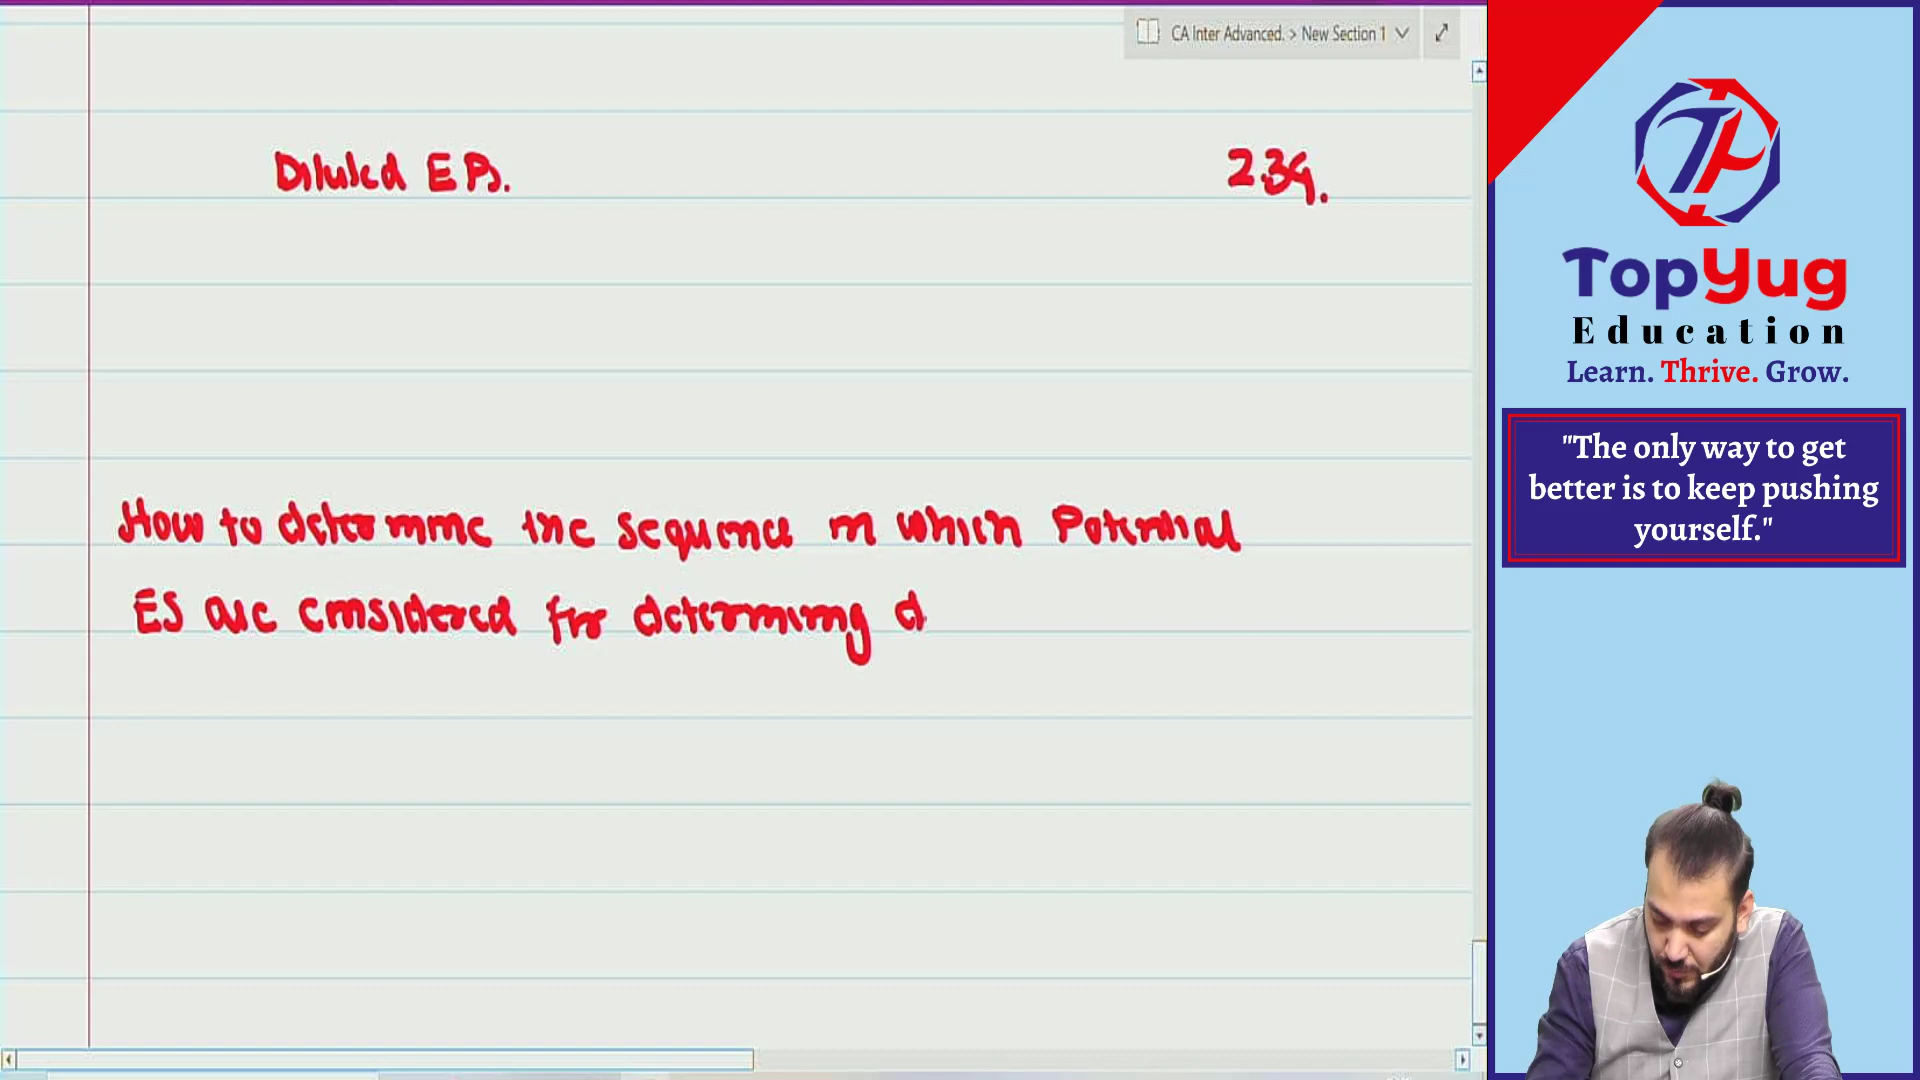 CA Inter Advanced. > New Section 1
Diluted EPs. 2.34.
How to determine the sequence in which Potential
ES are considered for determining d
TopYug
Education
Learn. Thrive. Grow.
"The only way to get
better is to keep pushing
yourself."